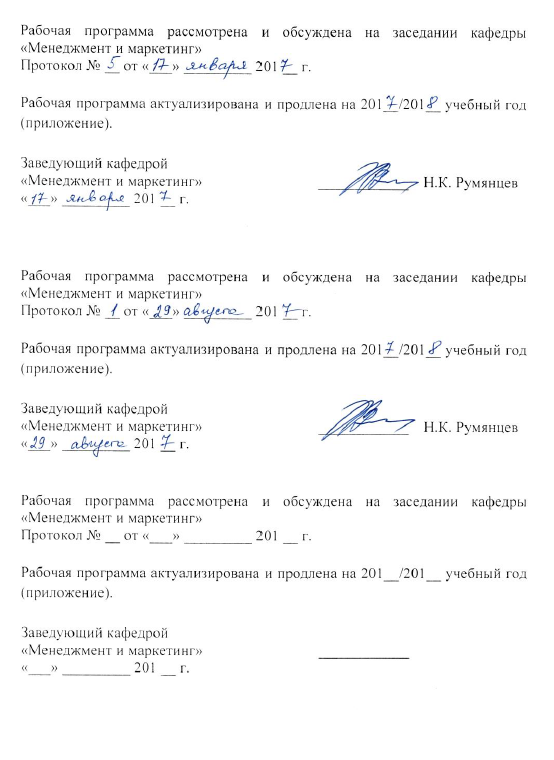 Рабочая программа рассмотрена и обсуждена на заседании кафедры
«Менеджмент и маркетинг»
Протокол № 5 от «17» января 2017 г.
Рабочая программа актуализирована и продлена на 2017/2018 учебный год
(приложение).
Заведующий кафедрой
«Менеджмент и маркетинг» Н.К. Румянцев
«17» января 2017 г.
Рабочая программа рассмотрена и обсуждена на заседании кафедры
«Менеджмент и маркетинг»
Протокол № 1 от «29» августа 2017 г.
Рабочая программа актуализирована и продлена на 2017/2018 учебный год
(приложение).
Заведующий кафедрой
«Менеджмент и маркетинг» Н.К. Румянцев
«29» августа 2017 г.
Рабочая программа рассмотрена и обсуждена на заседании кафедры
«Менеджмент и маркетинг»
Протокол № __ от «___» _________ 201 __ г.
Рабочая программа актуализирована и продлена на 201__/201__ учебный год
(приложение).
Заведующий кафедрой
«Менеджмент и маркетинг» ____________
«___» _________ 201 __ г.